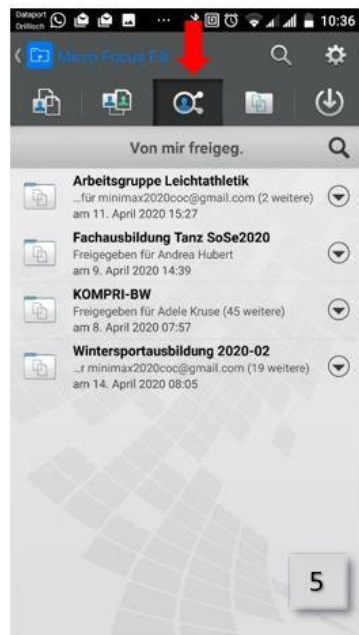 Dataport
Drillisch
10:36
Micro Focus Fil
Von mir freigeg.
Arbeitsgruppe Leichtathletik
...für minimax2020coc@gmail.com (2 weitere)
am 11. April 2020 15:27
Fachausbildung Tanz SoSe2020
Freigegeben für Andrea Hubert
am 9. April 2020 14:39
KOMPRI-BW
Freigegeben für Adele Kruse (45 weitere)
am 8. April 2020 07:57
Wintersportausbildung 2020-02
...r minimax2020coc@gmail.com (19 weitere)
am 14. April 2020 08:05
5